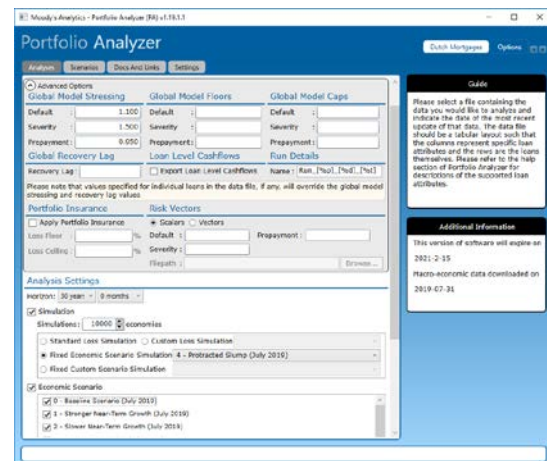 Moody's Analytics - Portfolio Analyzer (PA) v1.19.1.1
Portfolio Analyzer
Dutch Mortgages Options
Analyses Scenarios Docs And Links Settings
Advanced Options
Global Model Stressing Global Model Floors Global Model Caps
Default : 1.100 Default : Default :
Severity : 1.500 Severity : Severity :
Prepayment: 0.950 Prepayment: Prepayment:
Global Recovery Lag Loan Level Cashflows Run Details
Recovery Lag: Export Loan Level Cashflows Name :
Please note that values specified for individual loans in the data file, if any, will override the global model
stressing and recovery lag values
Portfolio Insurance Risk Vectors
Apply Portfolio Insurance Scalars Vectors
Loss Floor : % Default : Prepayment :
Loss Ceiling : % Severity :
Filepath : Browse...
Analysis Settings
Horizon: 30 years 0 months
Simulation
Simulations: 10000 economies
Standard Loss Simulation Custom Loss Simulation
Fixed Economic Scenario Simulation 4 - Protracted Slump (July 2019)
Fixed Custom Scenario Simulation
Economic Scenario
0 - Baseline Scenario (July 2019)
1 - Stronger Near-Term Growth (July 2019)
2 - Slower Near-Term Growth (July 2019)
Guide
Please select a file containing the
data you would like to analyze and
indicate the date of the most recent
update of that data. The data file
should be a tabular layout such that
the columns represent specific loan
attributes and the rows are the loans
themselves. Please refer to the help
section of Portfolio Analyzer for
descriptions of the supported loan
attributes.
Additional Information
This version of software will expire on
2021-2-15
Macro-economic data downloaded on
2019-07-31